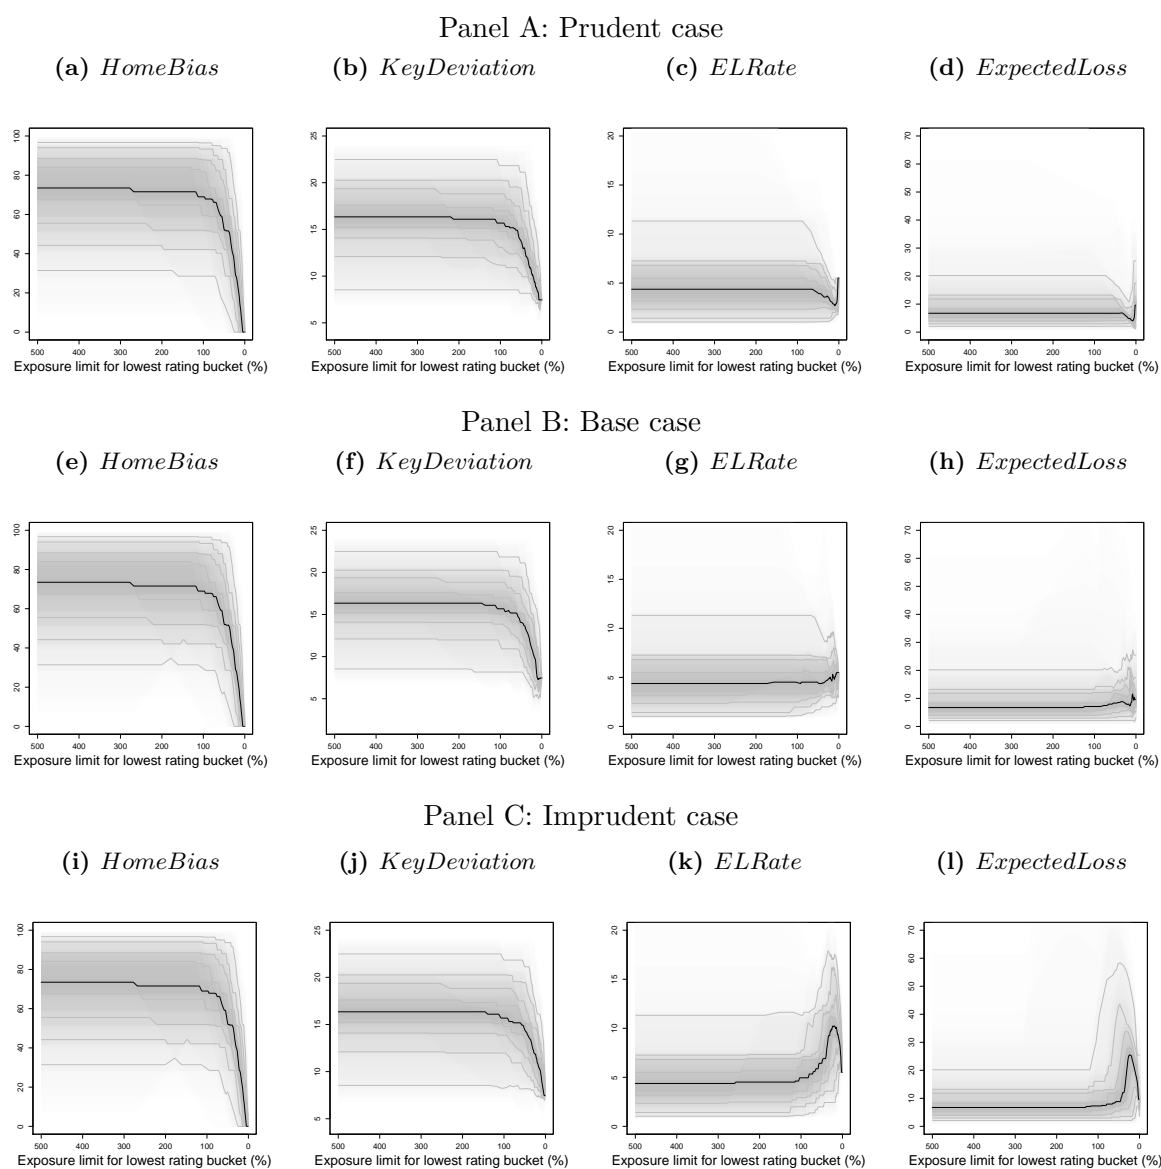 Panel A: Prudent case
(a) HomeBias (b) KeyDeviation (c) ELRate (d) ExpectedLoss
100 80 60 40 20 0
25 20 15 10 5
20 15 10 5 0
70 60 50 40 30 20 10 0
500 400 300 200 100 0 500 400 300 200 100 0 500 400 300 200 100 0 500 400 300 200 100 0
Exposure limit for lowest rating bucket (%) Exposure limit for lowest rating bucket (%) Exposure limit for lowest rating bucket (%) Exposure limit for lowest rating bucket (%)
Panel B: Base case
(e) HomeBias (f) KeyDeviation (g) ELRate (h) ExpectedLoss
100 80 60 40 20 0
25 20 15 10 5
20 15 10 5 0
70 60 50 40 30 20 10 0
500 400 300 200 100 0 500 400 300 200 100 0 500 400 300 200 100 0 500 400 300 200 100 0
Exposure limit for lowest rating bucket (%) Exposure limit for lowest rating bucket (%) Exposure limit for lowest rating bucket (%) Exposure limit for lowest rating bucket (%)
Panel C: Imprudent case
(i) HomeBias (j) KeyDeviation (k) ELRate (l) ExpectedLoss
100 80 60 40 20 0
25 20 15 10 5
20 15 10 5 0
70 60 50 40 30 20 10 0
500 400 300 200 100 0 500 400 300 200 100 0 500 400 300 200 100 0 500 400 300 200 100 0
Exposure limit for lowest rating bucket (%) Exposure limit for lowest rating bucket (%) Exposure limit for lowest rating bucket (%) Exposure limit for lowest rating bucket (%)